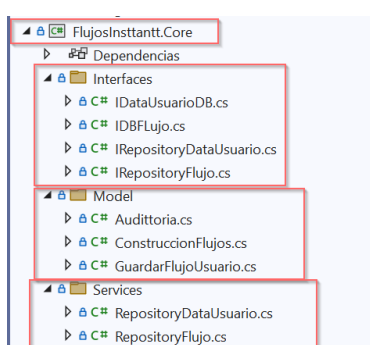 C# FlujosInsttantt.Core
Dependencias
Interfaces
C# IDataUsuarioDB.cs
C# IDBFLujo.cs
C# IRepositoryDataUsuario.cs
C# IRepositoryFlujo.cs
Model
C# Audittoria.cs
C# ConstruccionFlujos.cs
C# GuardarFlujoUsuario.cs
Services
C# RepositoryDataUsuario.cs
C# RepositoryFlujo.cs